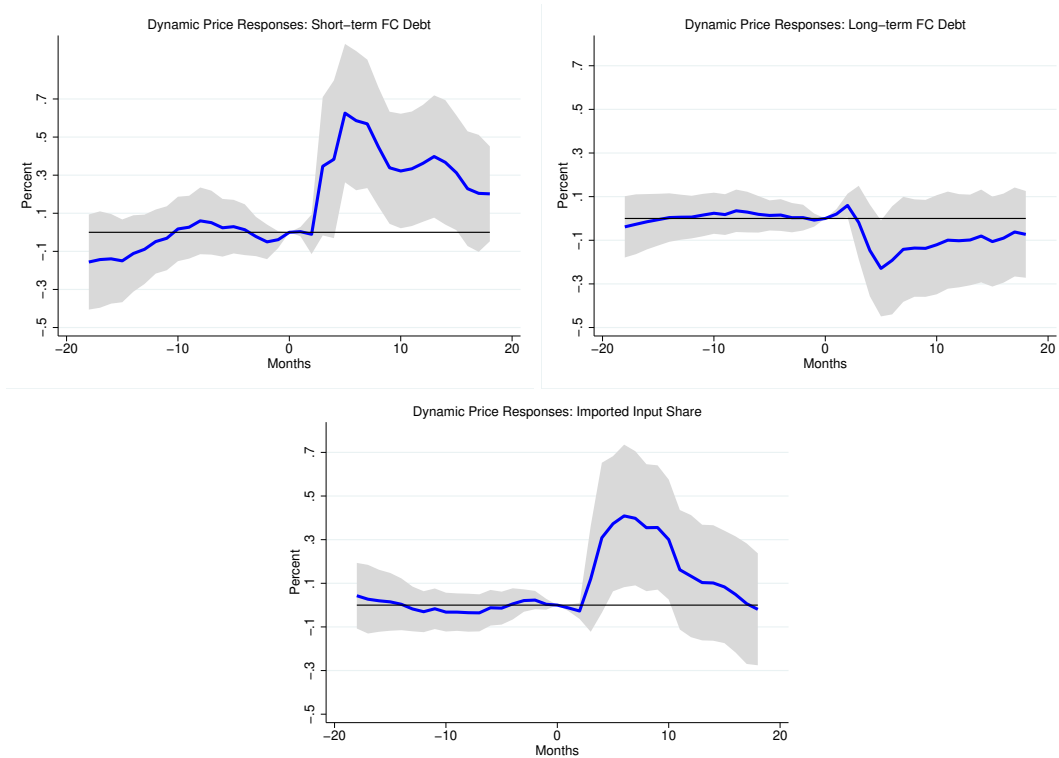 Dynamic Price Responses: Short−term FC Debt
Percent
.7
.5
.3
.1
−.1
−.3
−.5
−20 −10 0 10 20
Months
Dynamic Price Responses: Long−term FC Debt
Percent
.7
.5
.3
.1
−.1
−.3
−.5
−20 −10 0 10 20
Months
Dynamic Price Responses: Imported Input Share
Percent
.7
.5
.3
.1
−.1
−.3
−.5
−20 −10 0 10 20
Months